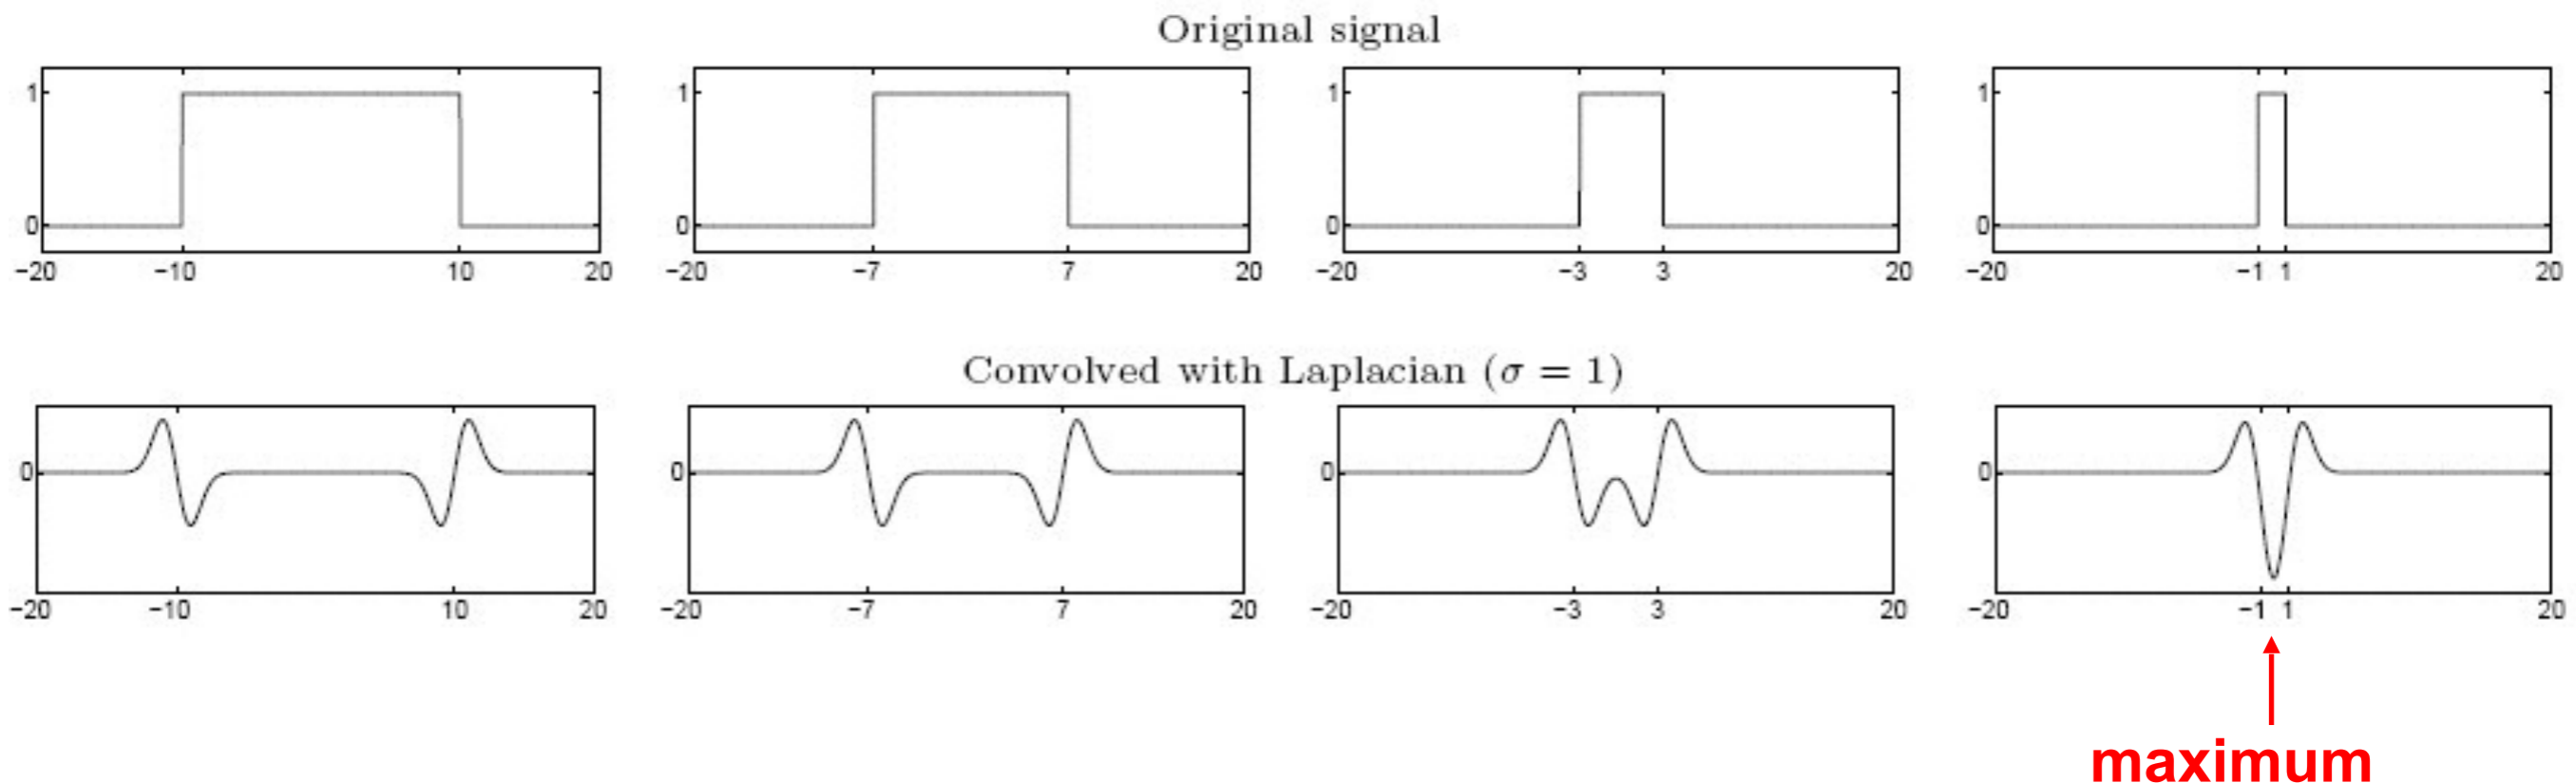 Original signal
1 1 1 1
0 0 0 0
−20 −10 10 20 −20 −7 7 20 −20 −3 3 20 −20 −1 1 20
Convolved with Laplacian (σ = 1)
0 0 0 0
−20 −10 10 20 −20 −7 7 20 −20 −3 3 20 −20 −1 1 20
maximum